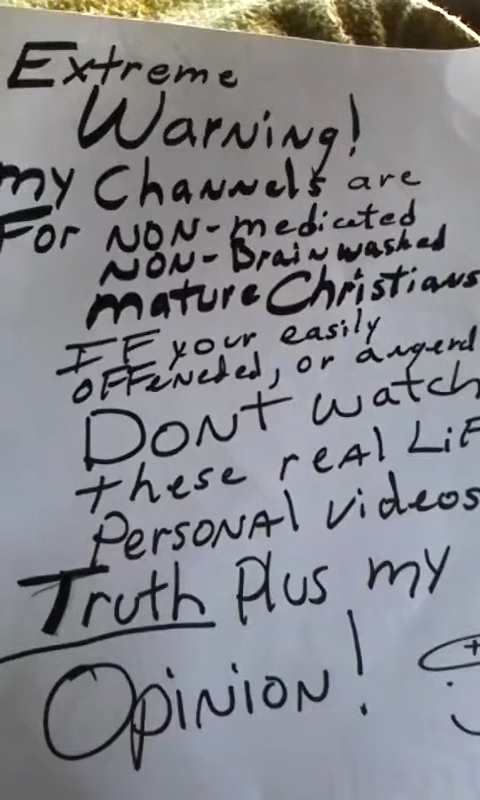 Extreme
Warning!
my Channels are
For NON-medicated
NON-Brainwashed
mature Christians
IF your easily
OFFeneded, or angerd
DONt watch
these real LiF
Personal videos
Truth Plus my
Opinion!